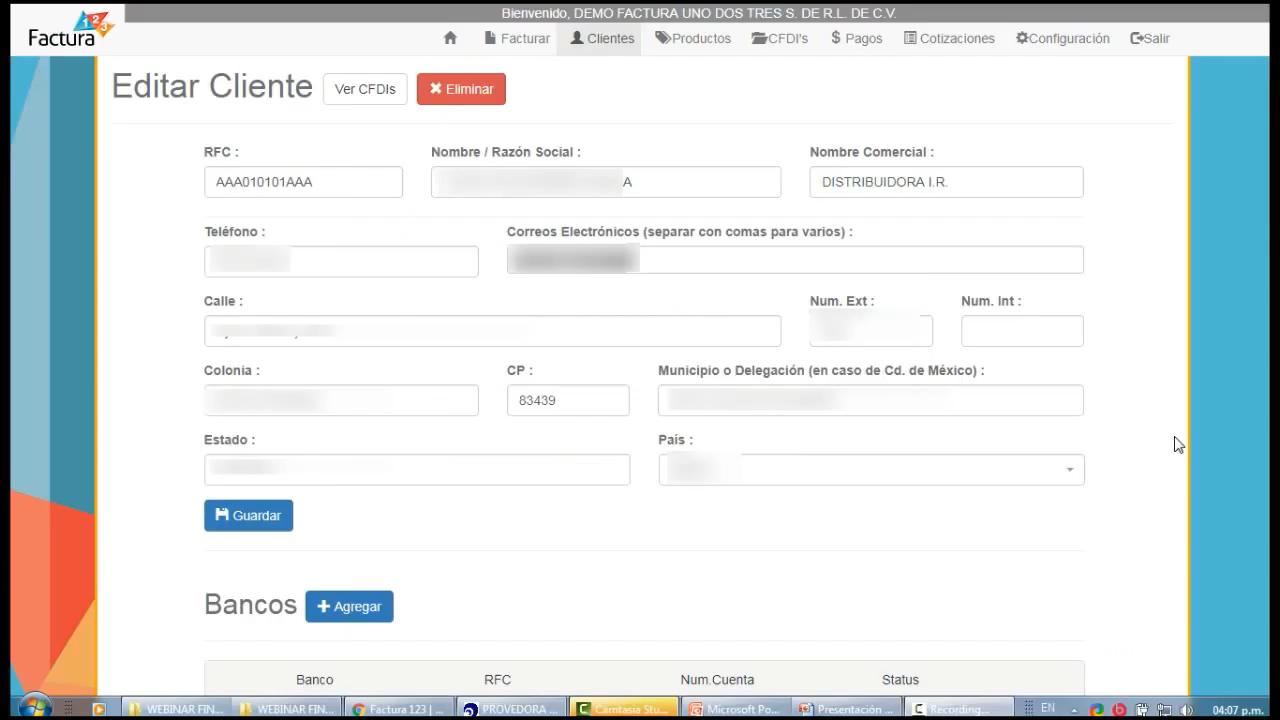 Bienvenido, DEMO FACTURA UNO DOS TRES S. DE R.L. DE C.V.
Factura 123
Facturar Clientes Productos CFDI's $ Pagos Cotizaciones Configuración Salir
Editar Cliente Ver CFDIs Eliminar
RFC : Nombre / Razón Social : Nombre Comercial :
AAA010101AAA A DISTRIBUIDORA I.R.
Teléfono : Correos Electrónicos (separar con comas para varios) :
Calle : Num. Ext : Num. Int :
Colonia : CP : Municipio o Delegación (en caso de Cd. de México) :
83439
Estado : País :
Guardar
Bancos Agregar
Banco RFC Num.Cuenta Status
WEBINAR FIN... WEBINAR FIN... Factura 123 | ... PROVEDORA ... Camtasia Stu... Microsoft Po... Presentación ... Recording... EN 04:07 p.m.